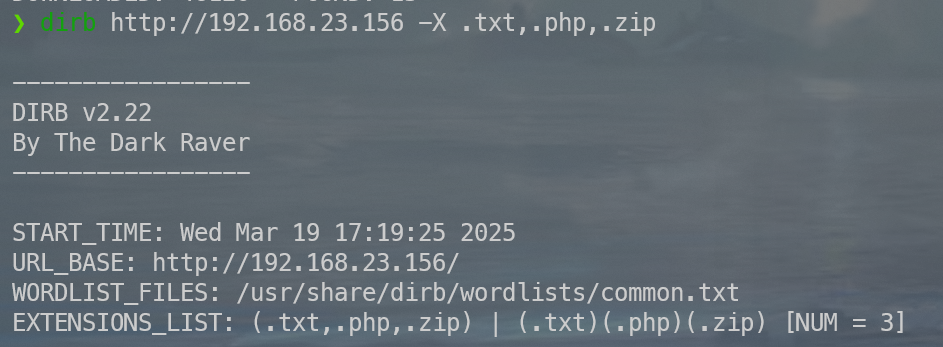 ❯ dirb http://192.168.23.156 -X .txt,.php,.zip
-----------------
DIRB v2.22
By The Dark Raver
-----------------
START_TIME: Wed Mar 19 17:19:25 2025
URL_BASE: http://192.168.23.156/
WORDLIST_FILES: /usr/share/dirb/wordlists/common.txt
EXTENSIONS_LIST: (.txt,.php,.zip) | (.txt)(.php)(.zip) [NUM = 3]